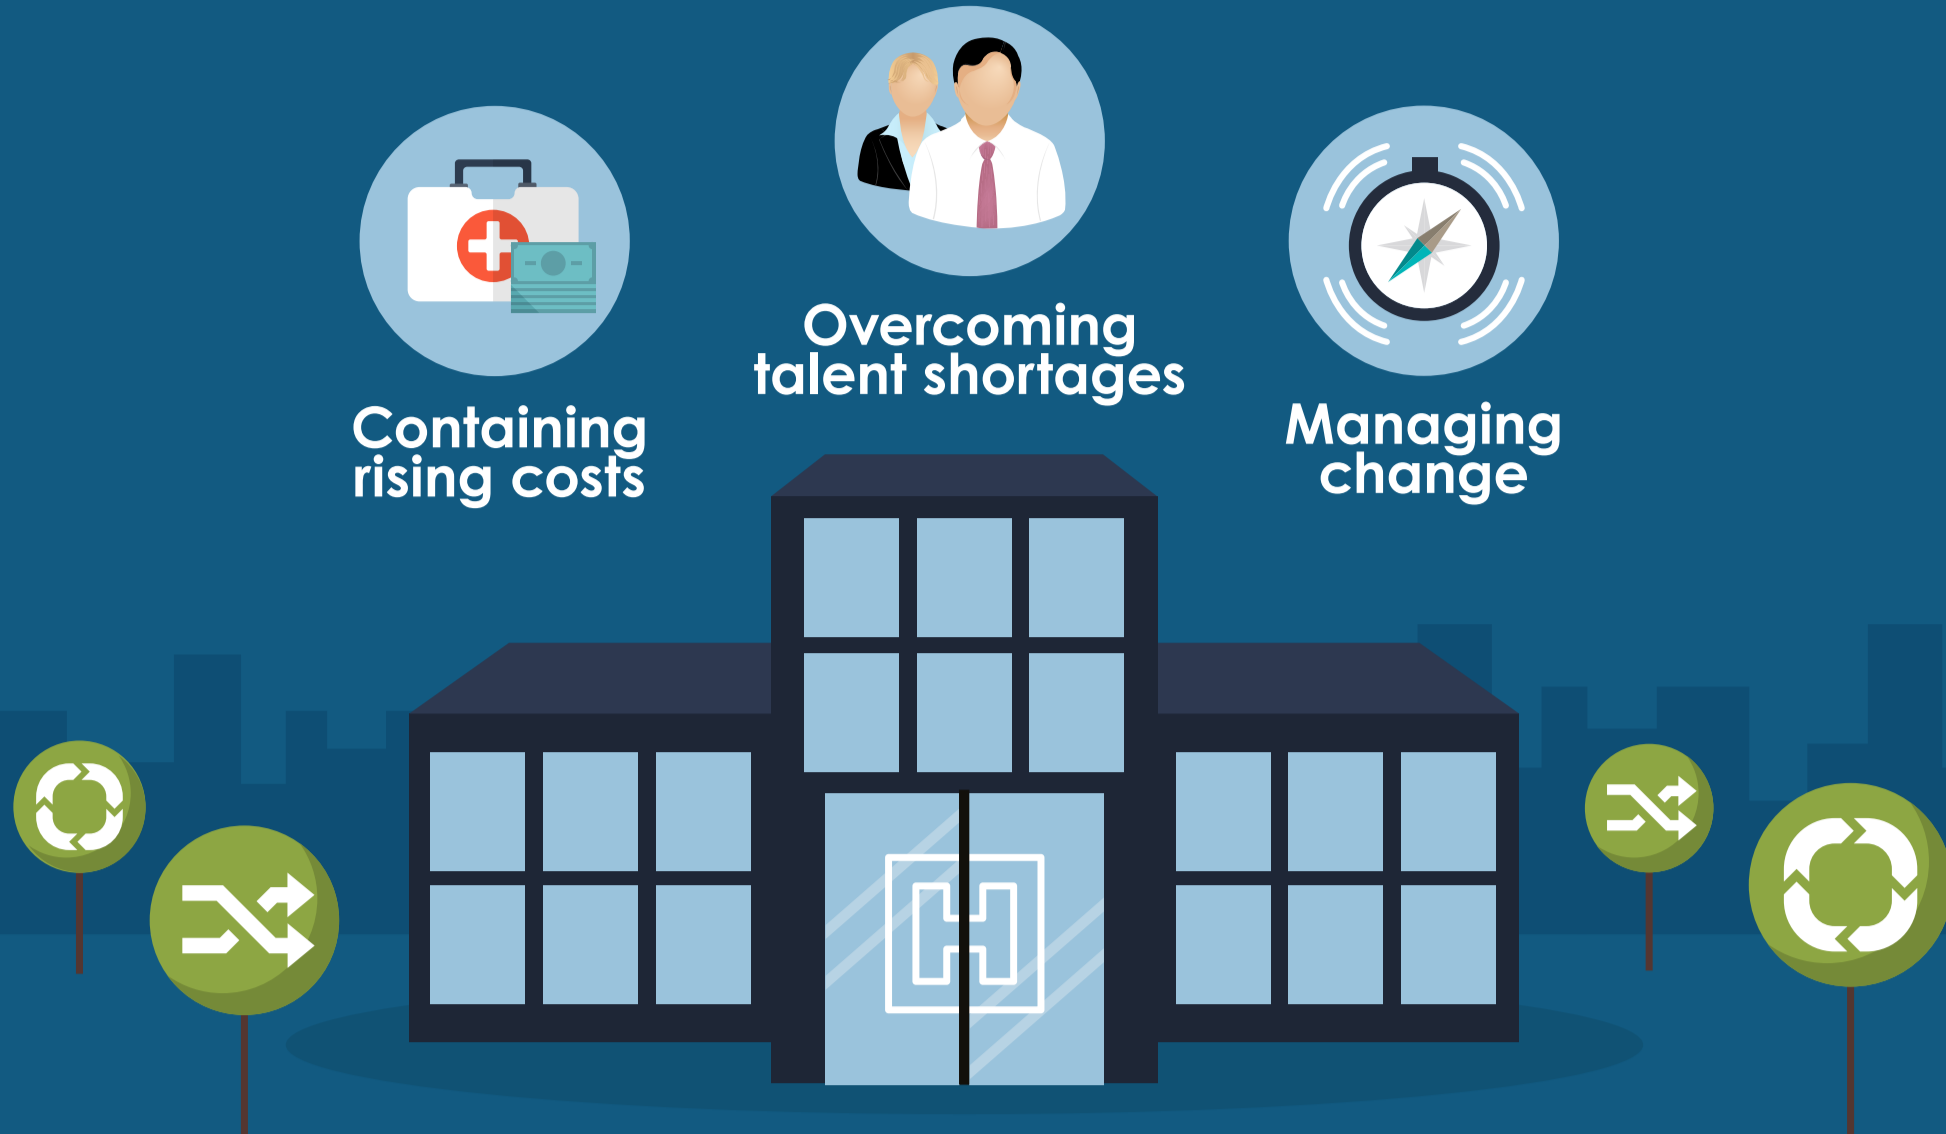 Containing
rising costs
Overcoming
talent shortages
Managing
change
H